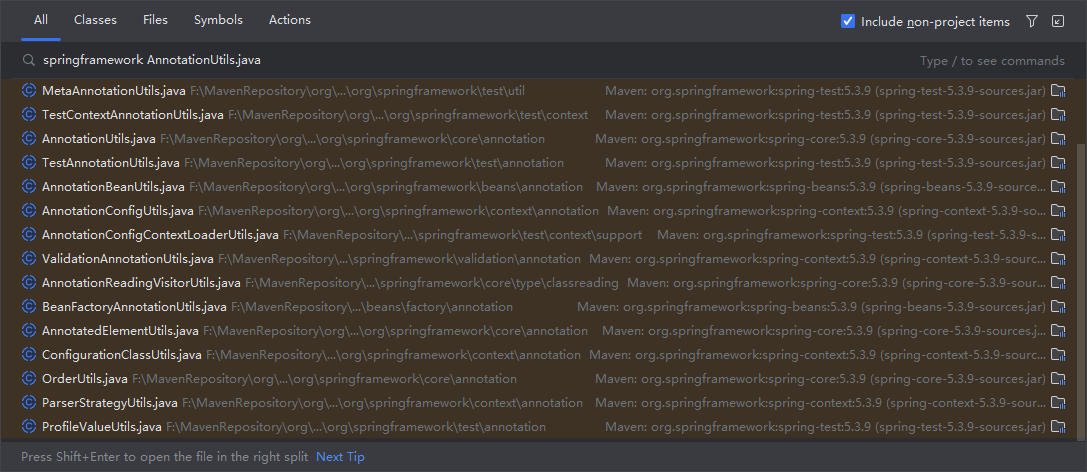 All Classes Files Symbols Actions Include non-project items
springframework AnnotationUtils.java Type / to see commands
MetaAnnotationUtils.java F:\MavenRepository\org\...\org\springframework\test\util Maven: org.springframework:spring-test:5.3.9 (spring-test-5.3.9-sources.jar)
TestContextAnnotationUtils.java F:\MavenRepository\org\...\org\springframework\test\context Maven: org.springframework:spring-test:5.3.9 (spring-test-5.3.9-sources.jar)
AnnotationUtils.java F:\MavenRepository\org\...\org\springframework\core\annotation Maven: org.springframework:spring-core:5.3.9 (spring-core-5.3.9-sources.jar)
TestAnnotationUtils.java F:\MavenRepository\org\...\org\springframework\test\annotation Maven: org.springframework:spring-test:5.3.9 (spring-test-5.3.9-sources.jar)
AnnotationBeanUtils.java F:\MavenRepository\org\...\springframework\beans\annotation Maven: org.springframework:spring-beans:5.3.9 (spring-beans-5.3.9-source...
AnnotationConfigUtils.java F:\MavenRepository\org\...\springframework\context\annotation Maven: org.springframework:spring-context:5.3.9 (spring-context-5.3.9-so...
AnnotationConfigContextLoaderUtils.java F:\MavenRepository\...\springframework\test\context\support Maven: org.springframework:spring-test:5.3.9 (spring-test-5.3.9-s...
ValidationAnnotationUtils.java F:\MavenRepository\...\springframework\validation\annotation Maven: org.springframework:spring-context:5.3.9 (spring-context-5.3.9-sou...
AnnotationReadingVisitorUtils.java F:\MavenRepository\...\core\type\classreading Maven: org.springframework:spring-core:5.3.9 (spring-core-5.3.9-sources....
BeanFactoryAnnotationUtils.java F:\MavenRepository\...\beans\factory\annotation Maven: org.springframework:spring-beans:5.3.9 (spring-beans-5.3.9-sources.jar)
AnnotatedElementUtils.java F:\MavenRepository\org\...\org\springframework\core\annotation Maven: org.springframework:spring-core:5.3.9 (spring-core-5.3.9-sources.j...
ConfigurationClassUtils.java F:\MavenRepository\org\...\springframework\context\annotation Maven: org.springframework:spring-context:5.3.9 (spring-context-5.3.9-sourc...
OrderUtils.java F:\MavenRepository\org\...\org\springframework\core\annotation Maven: org.springframework:spring-core:5.3.9 (spring-core-5.3.9-sources.jar)
ParserStrategyUtils.java F:\MavenRepository\org\...\org\springframework\context\annotation Maven: org.springframework:spring-context:5.3.9 (spring-context-5.3.9-sour...
ProfileValueUtils.java F:\MavenRepository\org\...\org\springframework\test\annotation Maven: org.springframework:spring-test:5.3.9 (spring-test-5.3.9-sources.jar)
Press Shift+Enter to open the file in the right split Next Tip